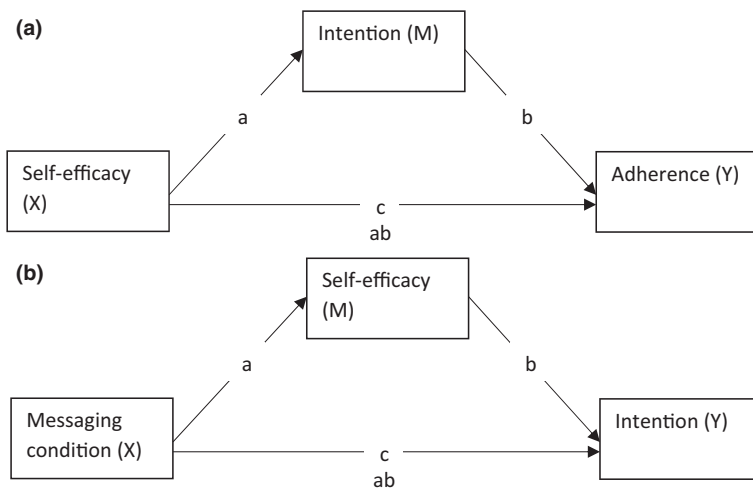 (a)
Intention (M)
a
b
Self-efficacy
(X)
Adherence (Y)
c
ab
(b)
Self-efficacy
(M)
a
b
Messaging
condition (X)
Intention (Y)
c
ab